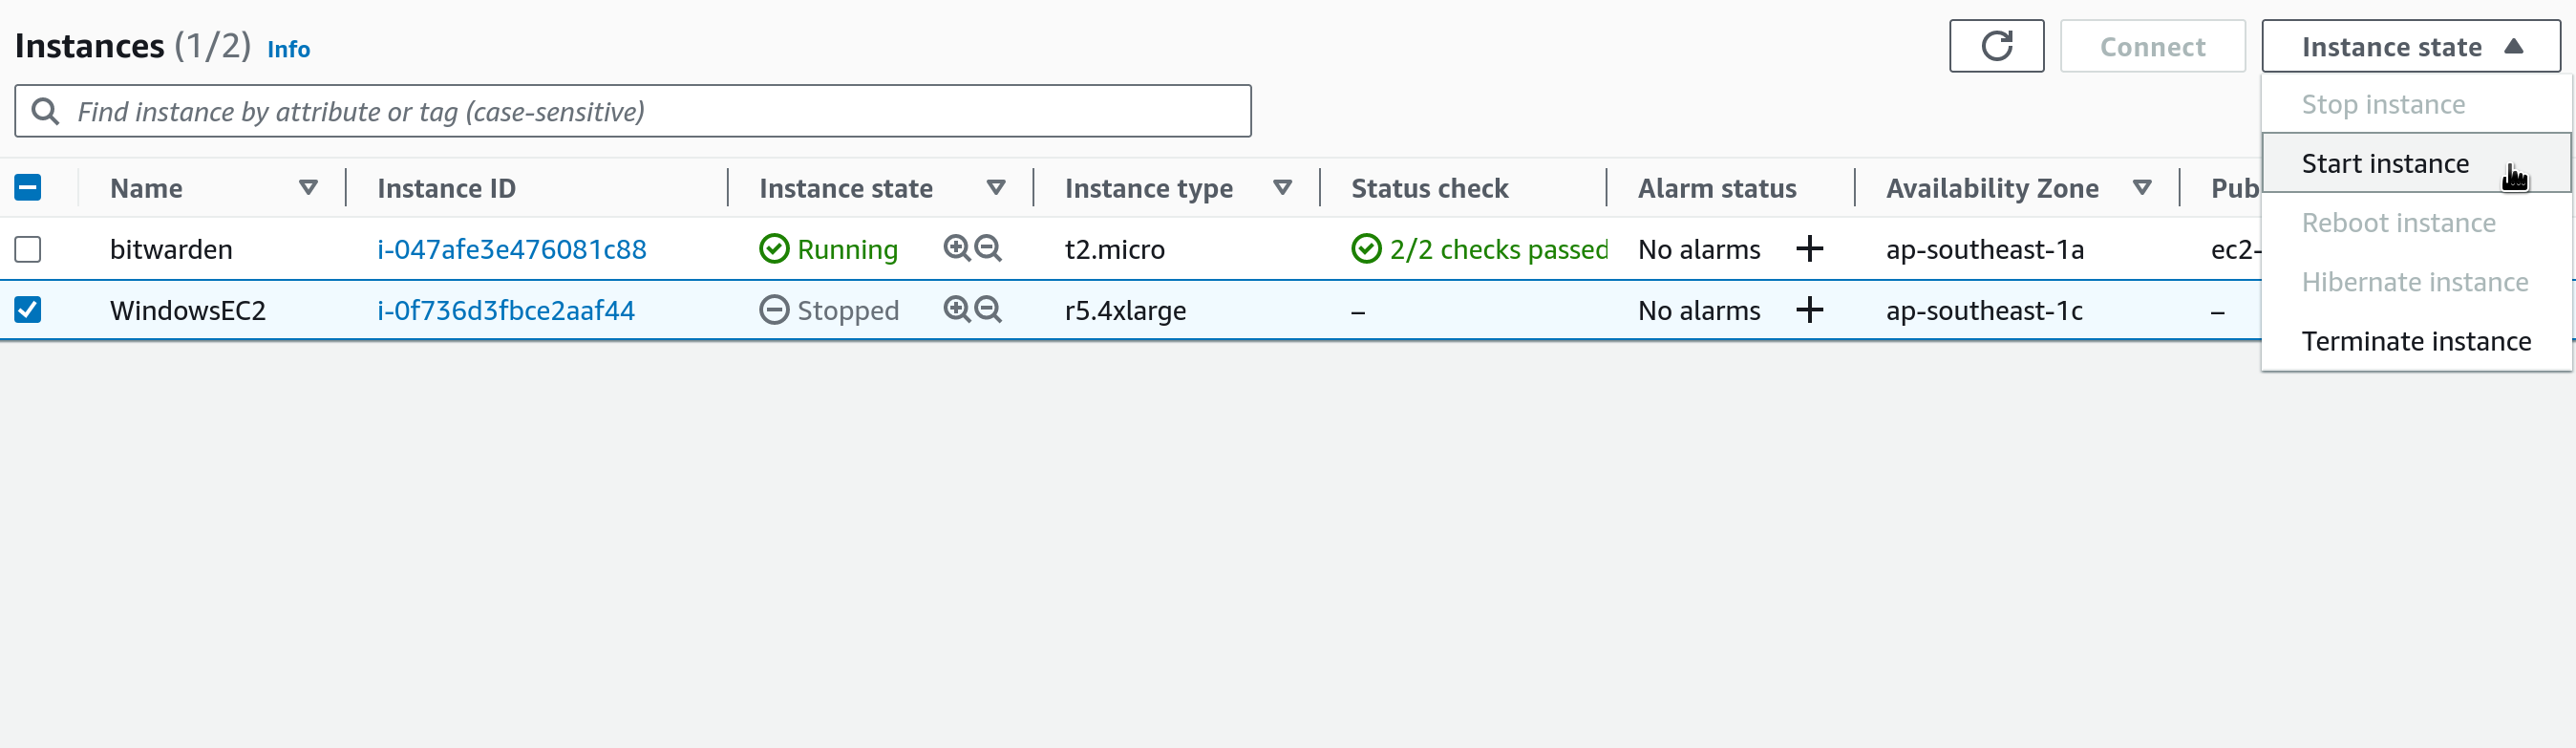 Instances (1/2) Info
Connect
Instance state
Find instance by attribute or tag (case-sensitive)
Stop instance
Start instance
Reboot instance
Hibernate instance
Terminate instance
Name Instance ID Instance state Instance type Status check Alarm status Availability Zone Pub
bitwarden i-047afe3e476081c88 Running t2.micro 2/2 checks passed No alarms + ap-southeast-1a ec2-
WindowsEC2 i-0f736d3fbce2aaf44 Stopped r5.4xlarge – No alarms + ap-southeast-1c –